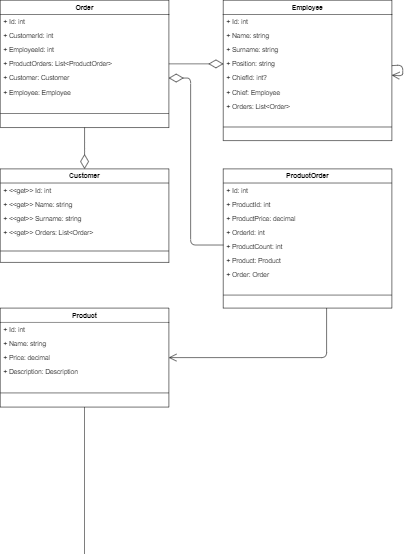 Order
+ Id: int
+ CustomerId: int
+ EmployeeId: int
+ ProductOrders: List<ProductOrder>
+ Customer: Customer
+ Employee: Employee
Employee
+ Id: int
+ Name: string
+ Surname: string
+ Position: string
+ ChiefId: int?
+ Chief: Employee
+ Orders: List<Order>
Customer
+ <<get>> Id: int
+ <<get>> Name: string
+ <<get>> Surname: string
+ <<get>> Orders: List<Order>
ProductOrder
+ Id: int
+ ProductId: int
+ ProductPrice: decimal
+ OrderId: int
+ ProductCount: int
+ Product: Product
+ Order: Order
Product
+ Id: int
+ Name: string
+ Price: decimal
+ Description: Description